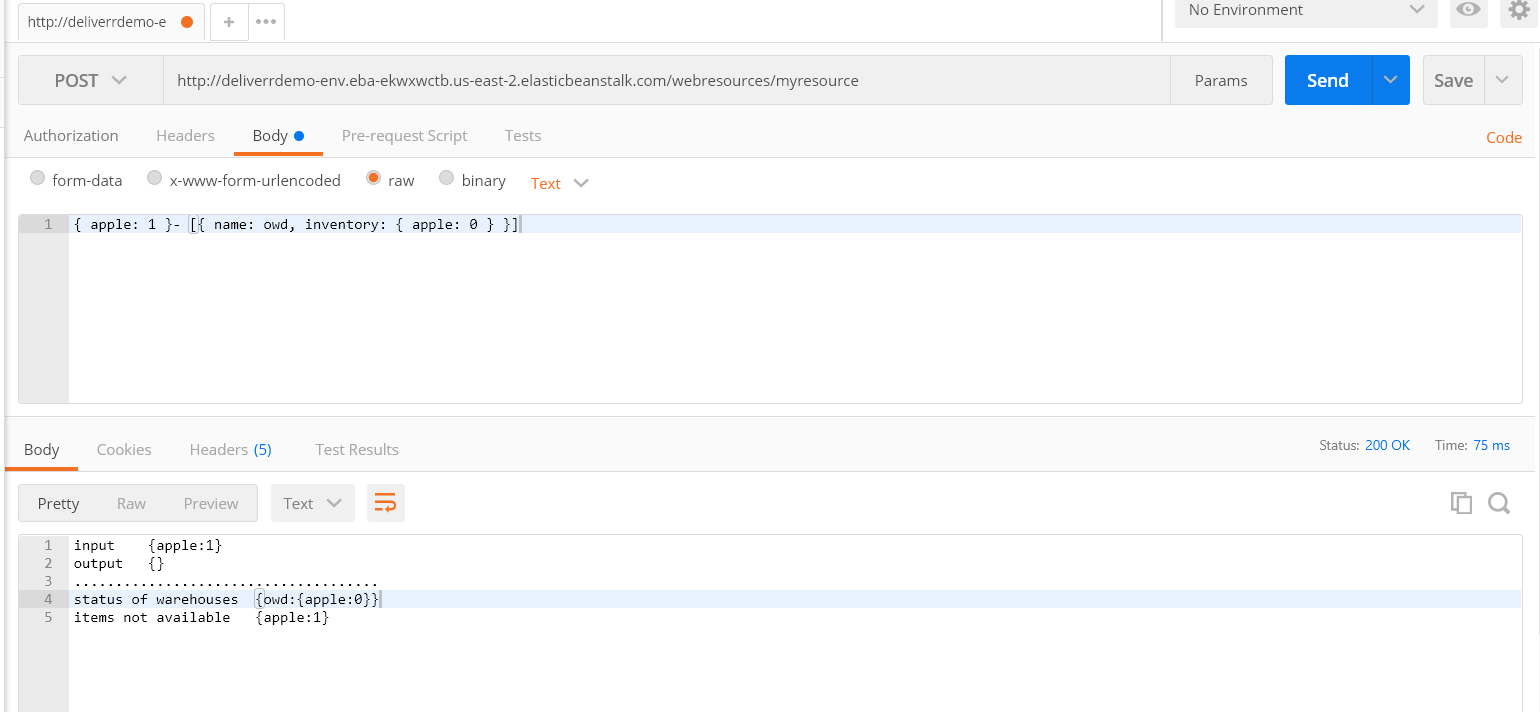 http://deliverrdemo-e + ••• No Environment
POST http://deliverrdemo-env.eba-ekwxwctb.us-east-2.elasticbeanstalk.com/webresources/myresource Params Send Save
Authorization Headers Body Pre-request Script Tests Code
form-data x-www-form-urlencoded raw binary Text
1 { apple: 1 }- [{ name: owd, inventory: { apple: 0 } }]
Body Cookies Headers (5) Test Results Status: 200 OK Time: 75 ms
Pretty Raw Preview Text
1 input {apple:1}
2 output {}
3 .....................................
4 status of warehouses {owd:{apple:0}}
5 items not available {apple:1}